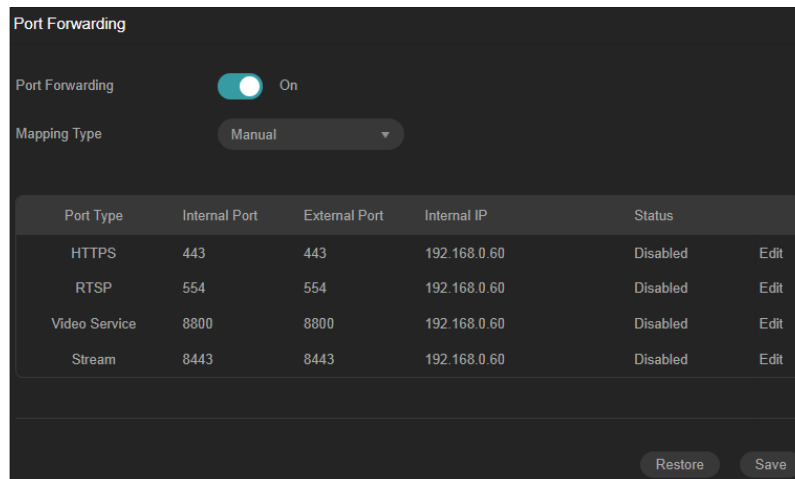 Port Forwarding
Port Forwarding On
Mapping Type Manual
Port Type Internal Port External Port Internal IP Status
HTTPS 443 443 192.168.0.60 Disabled Edit
RTSP 554 554 192.168.0.60 Disabled Edit
Video Service 8800 8800 192.168.0.60 Disabled Edit
Stream 8443 8443 192.168.0.60 Disabled Edit
Restore Save